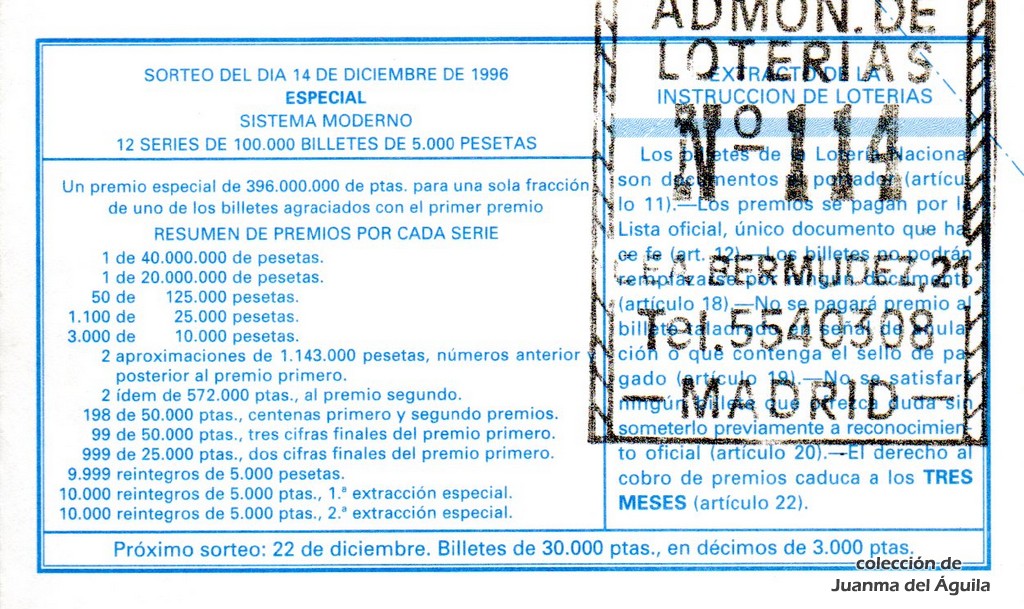 SORTEO DEL DIA 14 DE DICIEMBRE DE 1996
ESPECIAL
SISTEMA MODERNO
12 SERIES DE 100.000 BILLETES DE 5.000 PESETAS
Un premio especial de 396.000.000 de ptas. para una sola fracción
de uno de los billetes agraciados con el primer premio
RESUMEN DE PREMIOS POR CADA SERIE
1 de 40.000.000 de pesetas.
1 de 20.000.000 de pesetas.
50 de 125.000 pesetas.
1.100 de 25.000 pesetas.
3.000 de 10.000 pesetas.
2 aproximaciones de 1.143.000 pesetas, números anterior y
posterior al premio primero.
2 ídem de 572.000 ptas., al premio segundo.
198 de 50.000 ptas., centenas primero y segundo premios.
99 de 50.000 ptas., tres cifras finales del premio primero.
999 de 25.000 ptas., dos cifras finales del premio primero.
9.999 reintegros de 5.000 pesetas.
10.000 reintegros de 5.000 ptas., 1.ª extracción especial.
10.000 reintegros de 5.000 ptas., 2.ª extracción especial.
EXTRACTO DE LA
INSTRUCCION DE LOTERIAS
Los billetes de la Lotería Naciona
son documentos al portador (artícu
lo 11).—Los premios se pagan por la
Lista oficial, único documento que ha
ce fe (art. 12).—Los billetes no podrán
remplazarse por ningún documento
(artículo 18).—No se pagará premio al
billete taladrado en señal de anula-
ción o que contenga el sello de pa-
gado (artículo 19).—No se satisfará
ningún billete que ofrezca duda sin
someterlo previamente a reconocimien
to oficial (artículo 20).—El derecho al
cobro de premios caduca a los TRES
MESES (artículo 22).
ADMON. DE
LOTERIAS
Nº 114
CEA BERMUDEZ, 21
Tel. 5540308
— MADRID —
Próximo sorteo: 22 de diciembre. Billetes de 30.000 ptas., en décimos de 3.000 ptas.
colección de
Juanma del Águila